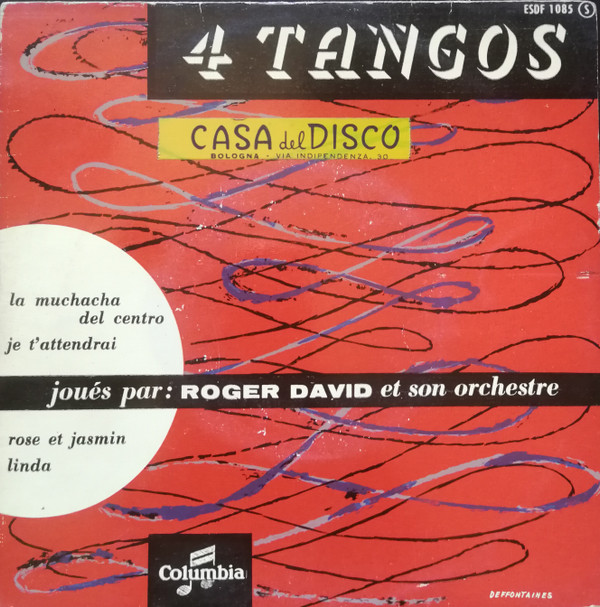 ESDF 1085 S
4 TANGOS
CASA del DISCO
BOLOGNA - VIA INDIPENDENZA, 30
la muchacha
del centro
je t'attendrai
joués par: ROGER DAVID et son orchestre
rose et jasmin
linda
Columbia
DEFFONTAINES